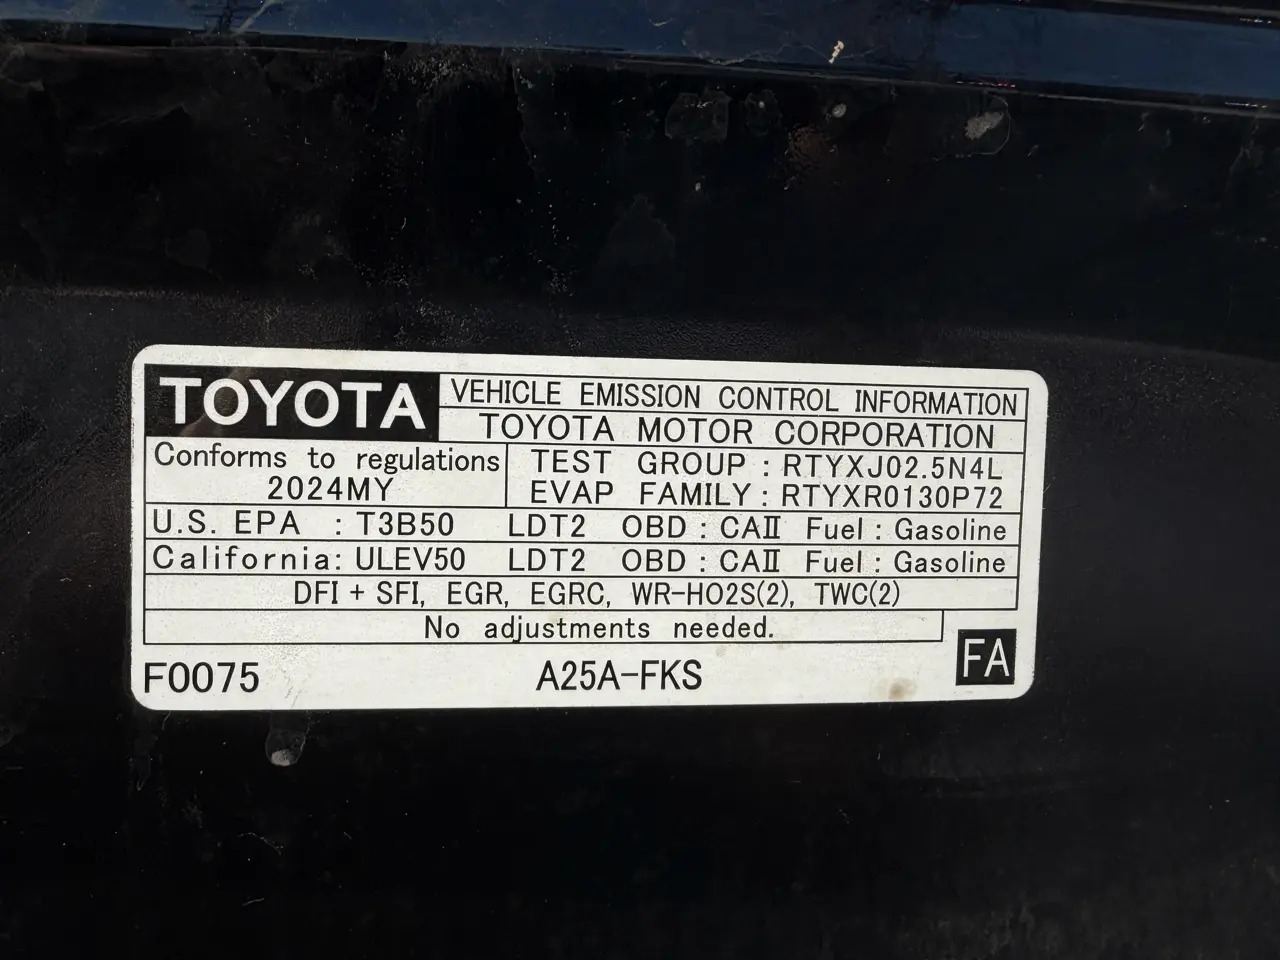 TOYOTA
VEHICLE EMISSION CONTROL INFORMATION
TOYOTA MOTOR CORPORATION
Conforms to regulations
2024MY
TEST GROUP : RTYXJ02.5N4L
EVAP FAMILY : RTYXR0130P72
U.S. EPA : T3B50 LDT2 OBD : CAⅡ Fuel : Gasoline
California: ULEV50 LDT2 OBD : CAⅡ Fuel : Gasoline
DFI + SFI, EGR, EGRC, WR-HO2S(2), TWC(2)
No adjustments needed.
F0075 A25A-FKS FA